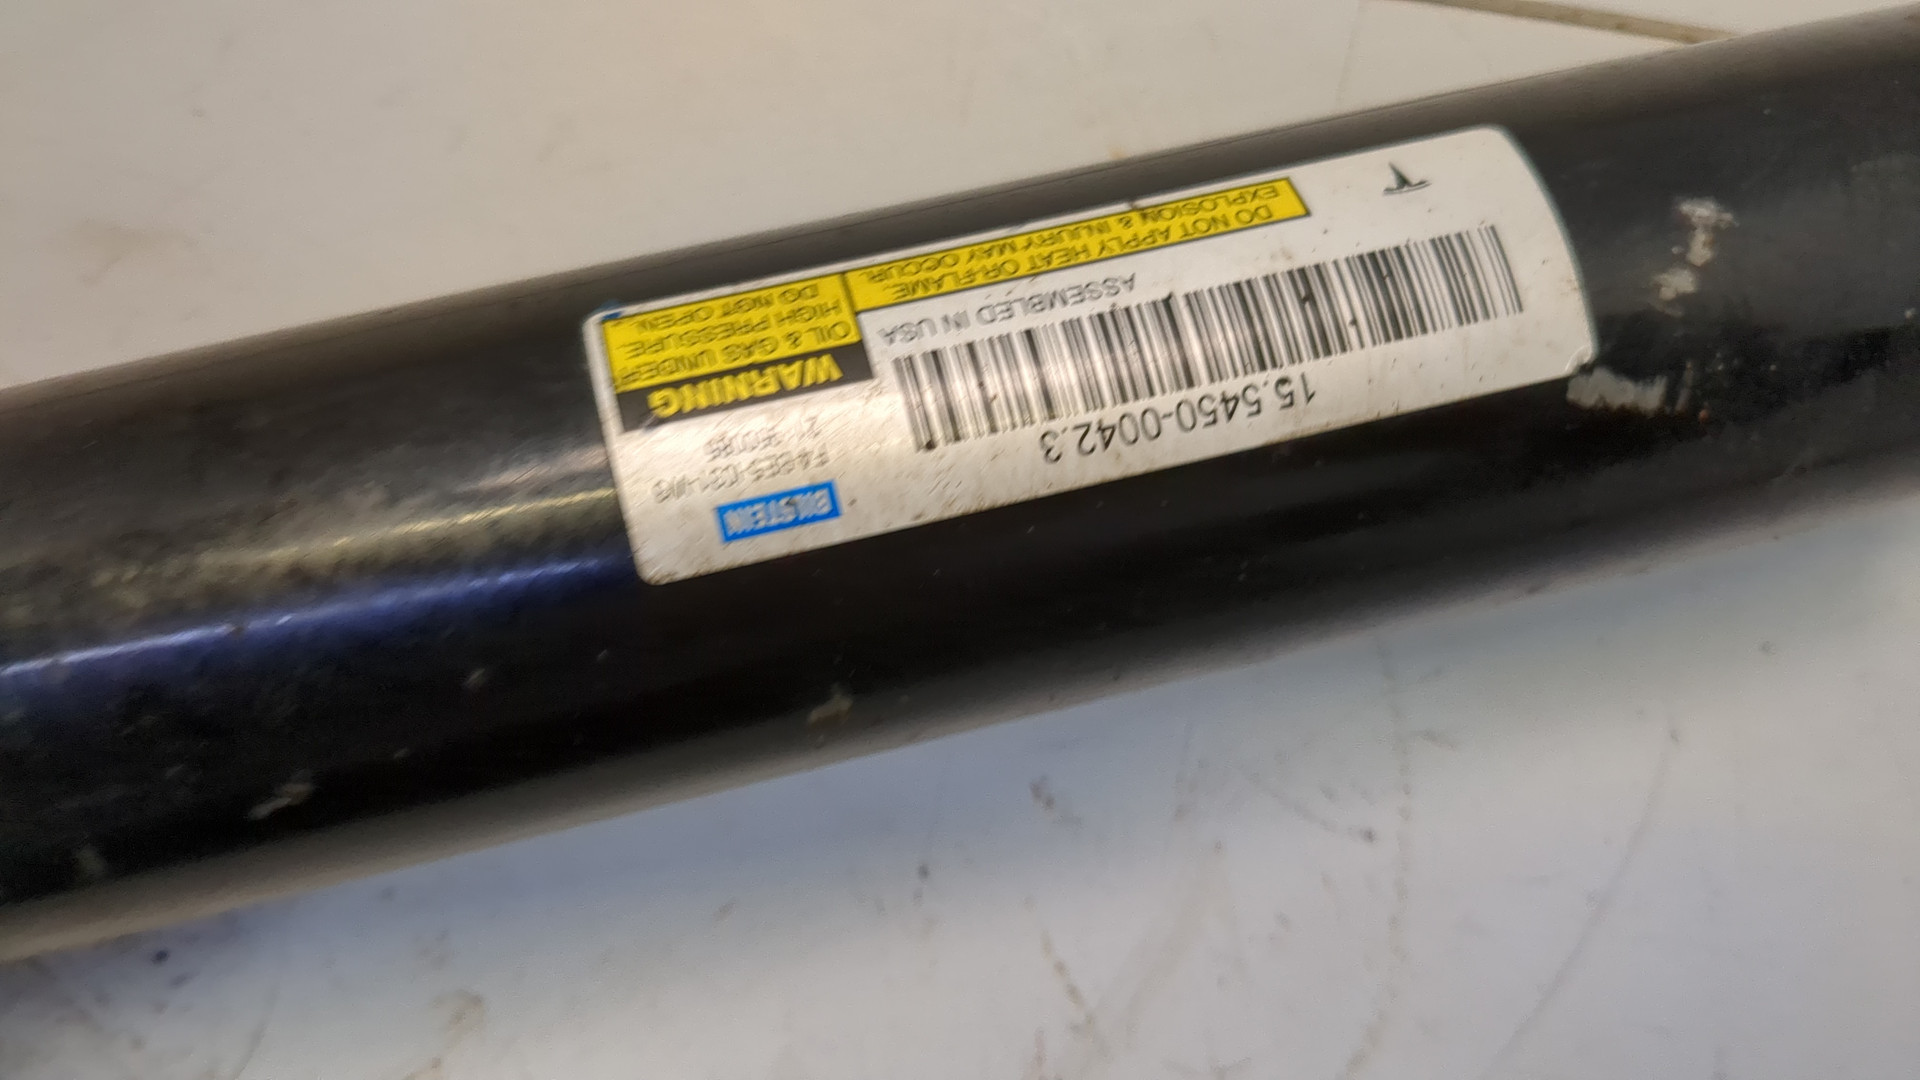 BILSTEIN
WARNING
OIL & GAS UNDER
HIGH PRESSURE.
DO NOT OPEN.
15.5450-0042.3
ASSEMBLED IN USA
DO NOT APPLY HEAT OR FLAME.
EXPLOSION & INJURY MAY OCCUR.